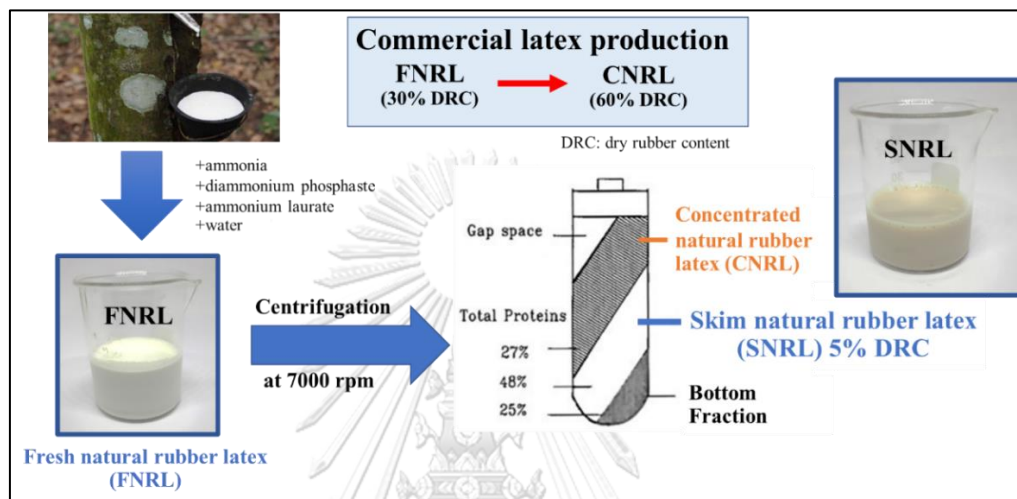 Commercial latex production
FNRL
(30% DRC)
CNRL
(60% DRC)
DRC: dry rubber content
+ammonia
+diammonium phosphaste
+ammonium laurate
+water
FNRL
Fresh natural rubber latex
(FNRL)
Centrifugation
at 7000 rpm
Gap space
Total Proteins
27%
48%
25%
Concentrated
natural rubber
latex (CNRL)
Skim natural rubber latex
(SNRL) 5% DRC
Bottom
Fraction
SNRL